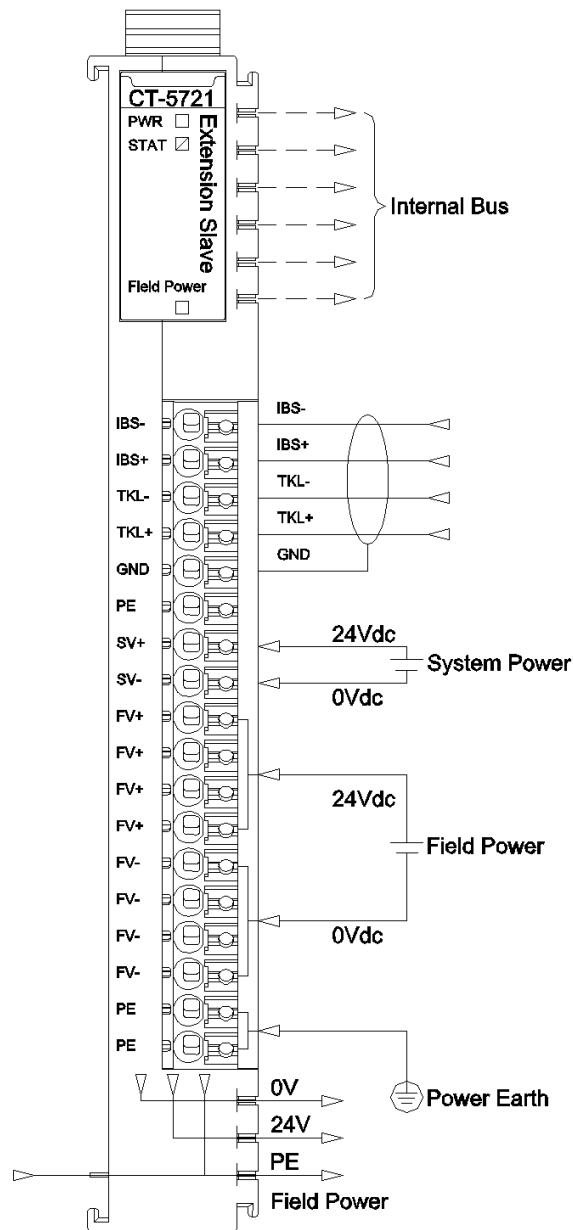 CT-5721
PWR
STAT
Extension Slave
Field Power
Internal Bus
IBS- IBS-
IBS+ IBS+
TKL- TKL-
TKL+ TKL+
GND GND
PE
SV+ 24Vdc
System Power
SV- 0Vdc
FV+
FV+
FV+ 24Vdc
FV+
Field Power
FV-
FV-
FV- 0Vdc
FV-
PE
PE
Power Earth
0V
24V
PE
Field Power